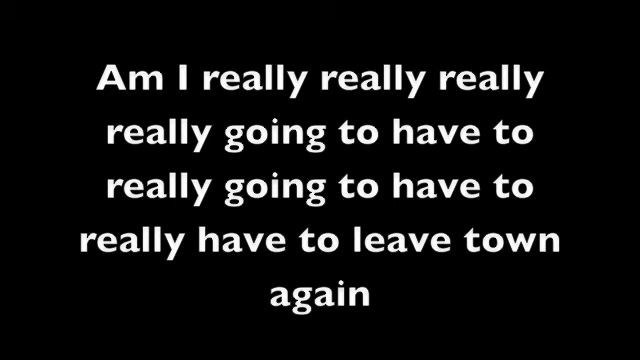 Am I really really really
really going to have to
really going to have to
really have to leave town
again